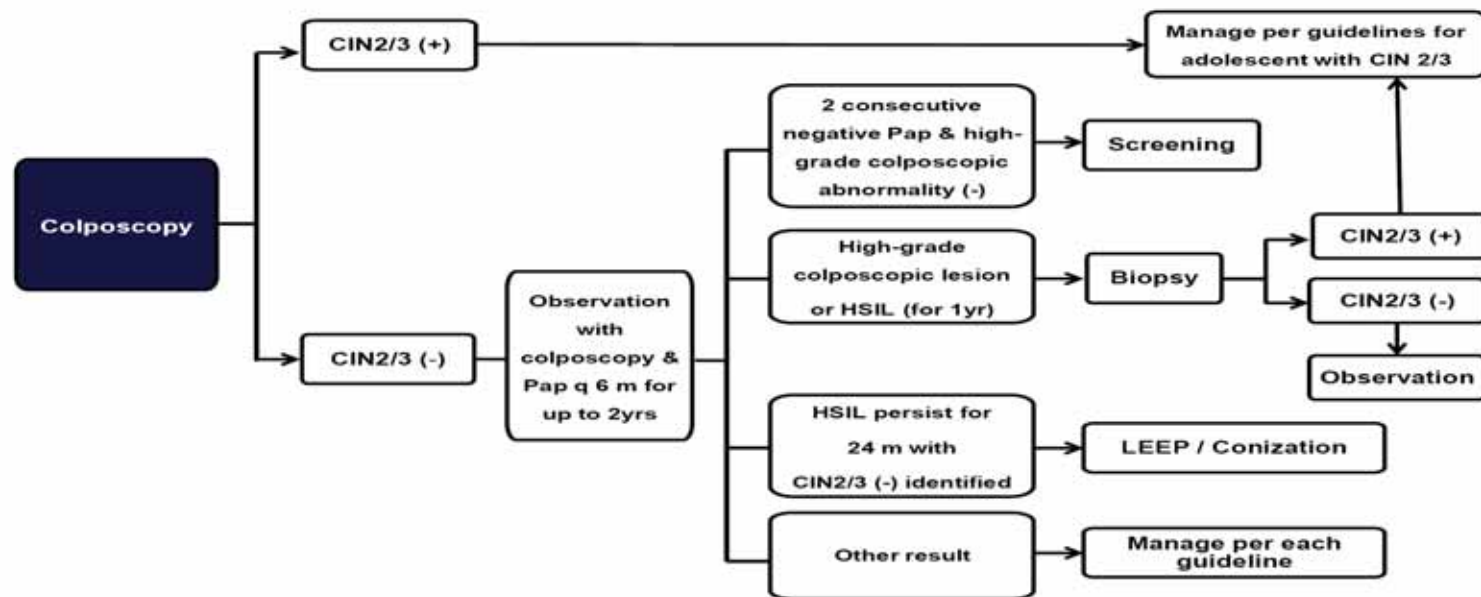 Colposcopy
CIN2/3 (+)
Manage per guidelines for
adolescent with CIN 2/3
CIN2/3 (-)
Observation
with
colposcopy &
Pap q 6 m for
up to 2yrs
2 consecutive
negative Pap & high-
grade colposcopic
abnormality (-)
Screening
High-grade
colposcopic lesion
or HSIL (for 1yr)
Biopsy
CIN2/3 (+)
CIN2/3 (-)
Observation
HSIL persist for
24 m with
CIN2/3 (-) identified
LEEP / Conization
Other result
Manage per each
guideline